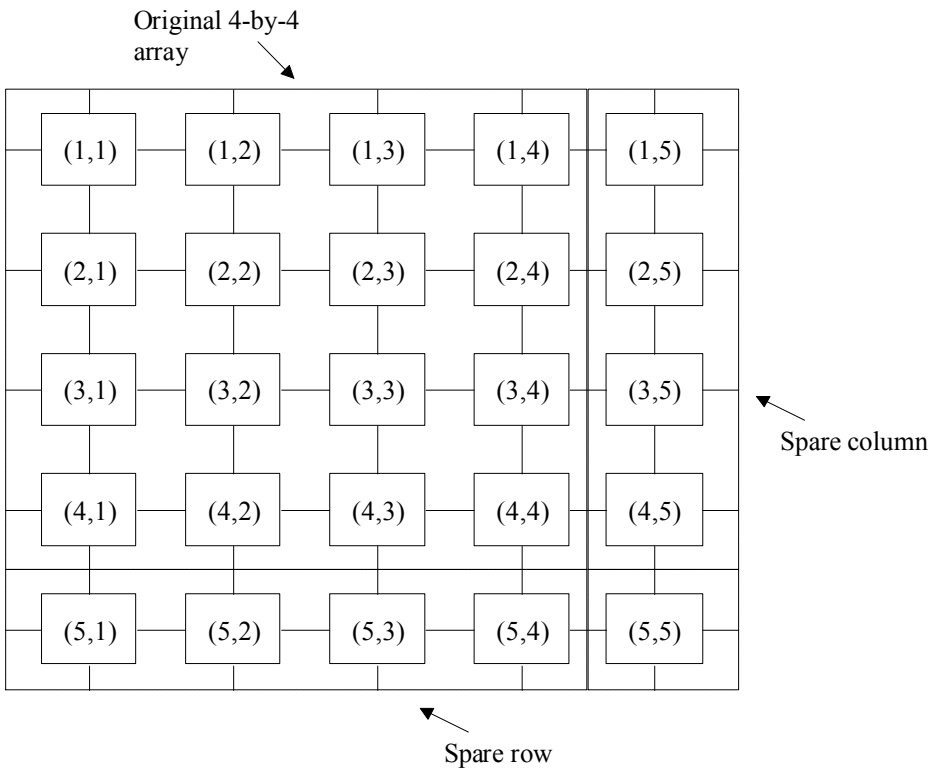 Original 4-by-4
array
(1,1) (1,2) (1,3) (1,4) (1,5)
(2,1) (2,2) (2,3) (2,4) (2,5)
(3,1) (3,2) (3,3) (3,4) (3,5)
Spare column
(4,1) (4,2) (4,3) (4,4) (4,5)
(5,1) (5,2) (5,3) (5,4) (5,5)
Spare row